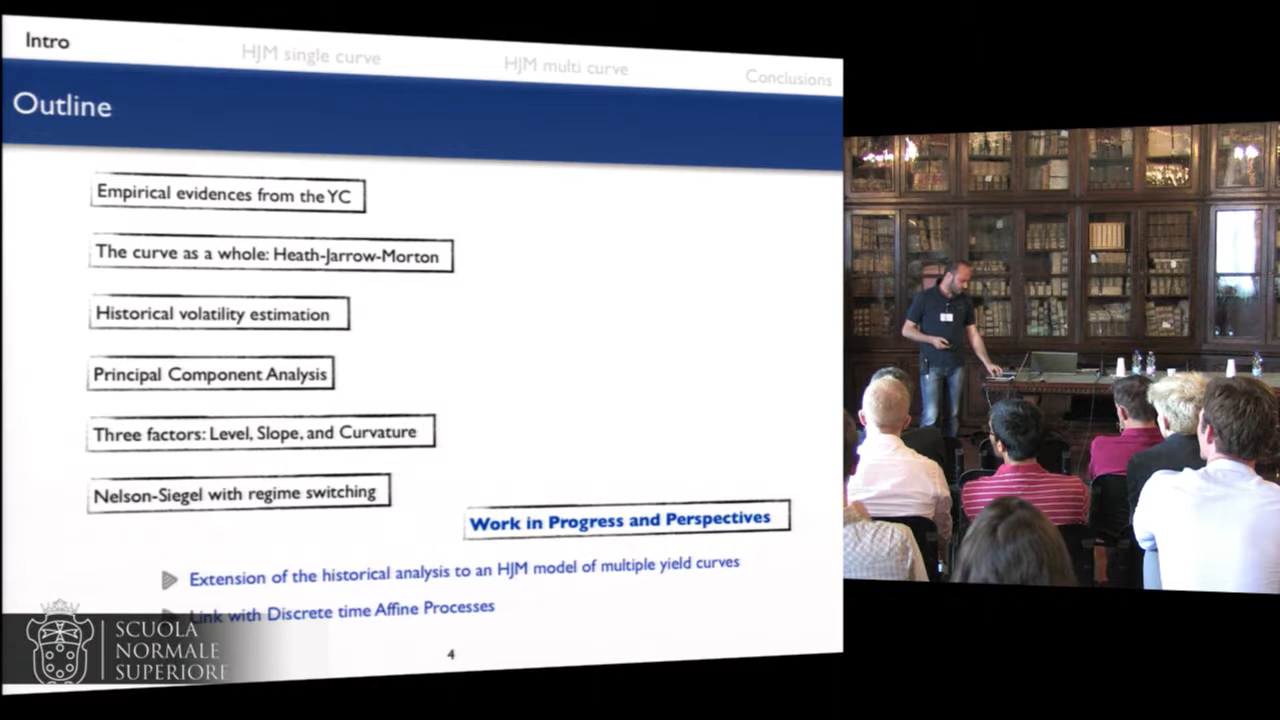 Intro
HJM single curve
HJM multi curve
Conclusions
Outline
Empirical evidences from the YC
The curve as a whole: Heath-Jarrow-Morton
Historical volatility estimation
Principal Component Analysis
Three factors: Level, Slope, and Curvature
Nelson-Siegel with regime switching
Work in Progress and Perspectives
Extension of the historical analysis to an HJM model of multiple yield curves
Link with Discrete time Affine Processes
4
SCUOLA
NORMALE
SUPERIORE